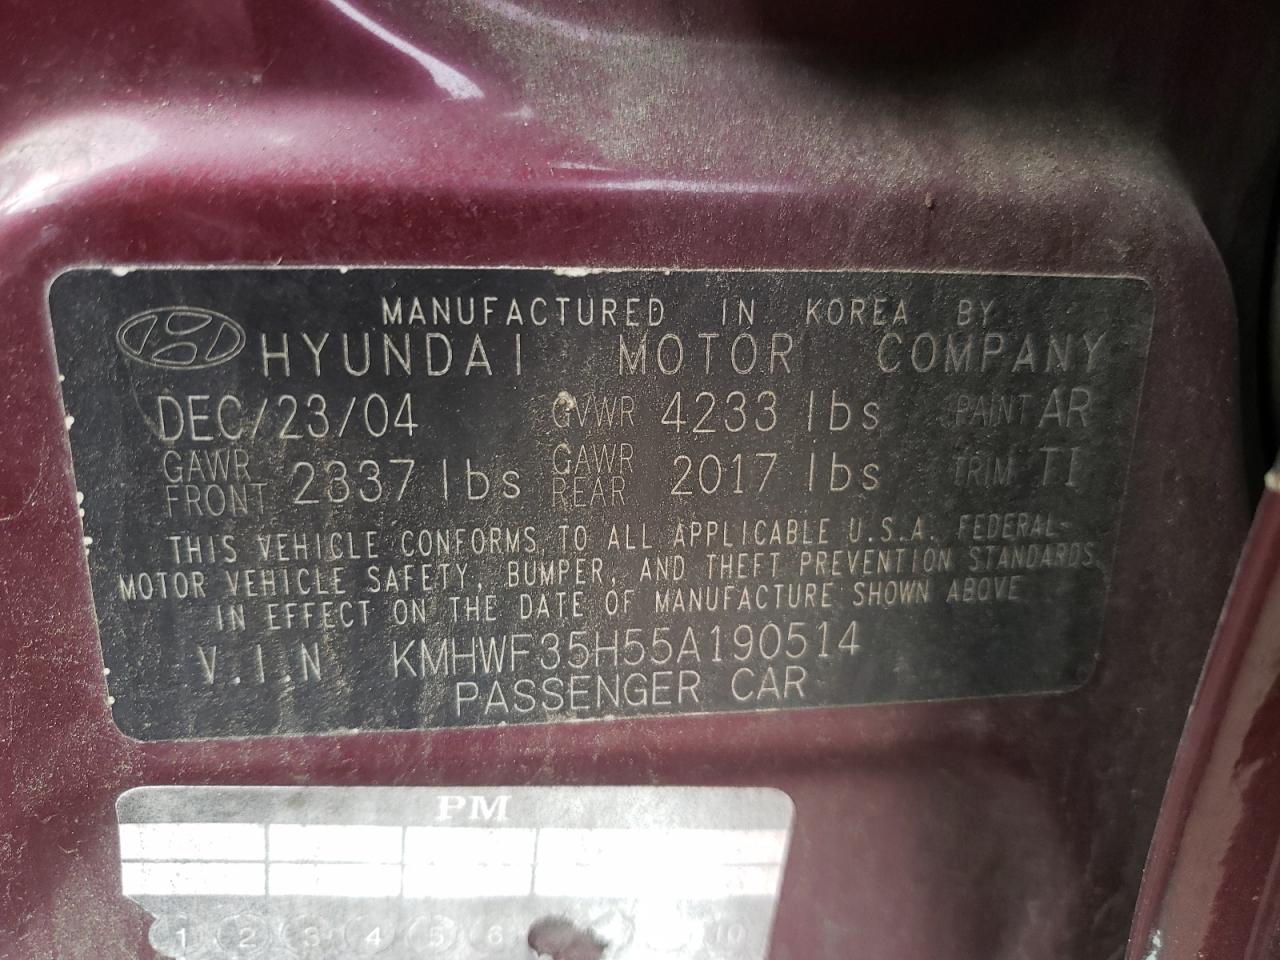 MANUFACTURED IN KOREA BY
HYUNDAI MOTOR COMPANY
DEC/23/04 GVWR 4233 lbs PAINT AR
GAWR FRONT 2337 lbs GAWR REAR 2017 lbs TRIM TI
THIS VEHICLE CONFORMS TO ALL APPLICABLE U.S.A. FEDERAL-
MOTOR VEHICLE SAFETY, BUMPER, AND THEFT PREVENTION STANDARDS
IN EFFECT ON THE DATE OF MANUFACTURE SHOWN ABOVE
V.I.N KMHWF35H55A190514
PASSENGER CAR
PM
1 2 3 4 5 6 10